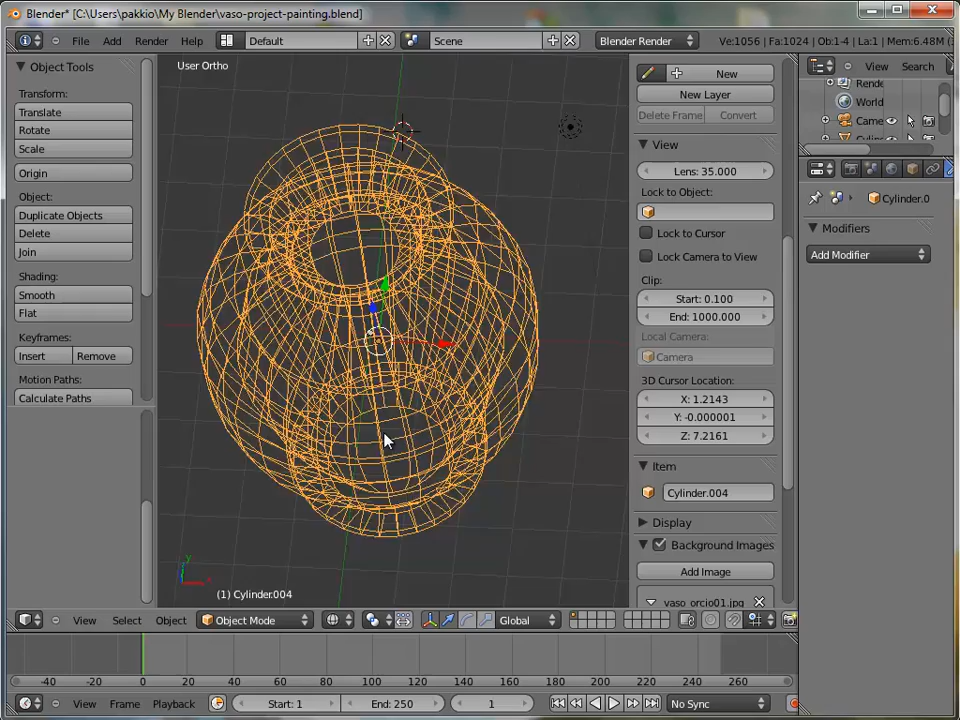 Blender* [C:\Users\pakkio\My Blender\vaso-project-painting.blend]
File Add Render Help Default Scene Blender Render Ve:1056 | Fa:1024 | Ob:1-4 | La:1 | Mem:6.48M
Object Tools
Transform:
Translate
Rotate
Scale
Origin
Object:
Duplicate Objects
Delete
Join
Shading:
Smooth
Flat
Keyframes:
Insert Remove
Motion Paths:
Calculate Paths
User Ortho
y
x
(1) Cylinder.004
New
New Layer
Delete Frame Convert
View
Lens: 35.000
Lock to Object:
Lock to Cursor
Lock Camera to View
Clip:
Start: 0.100
End: 1000.000
Local Camera:
Camera
3D Cursor Location:
X: 1.2143
Y: -0.000001
Z: 7.2161
Item
Cylinder.004
Display
Background Images
Add Image
vaso_orcio01.jpg
View Search
Rende
World
Came
Cylinder.0
Modifiers
Add Modifier
View Select Object Object Mode Global
-40 -20 0 20 40 60 80 100 120 140 160 180 200 220 240 260
View Frame Playback Start: 1 End: 250 1 No Sync